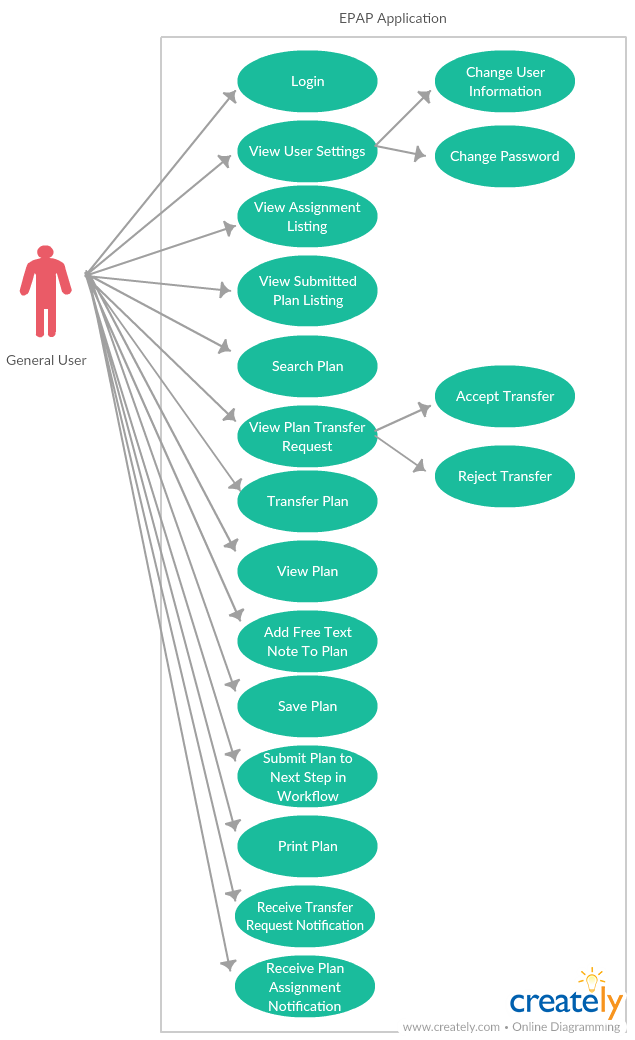 EPAP Application
Login
Change User
Information
View User Settings
Change Password
View Assignment
Listing
General User
View Submitted
Plan Listing
Search Plan
View Plan Transfer
Request
Accept Transfer
Reject Transfer
Transfer Plan
View Plan
Add Free Text
Note To Plan
Save Plan
Submit Plan to
Next Step in
Workflow
Print Plan
Receive Transfer
Request Notification
Receive Plan
Assignment
Notification
creately
www.creately.com • Online Diagramming